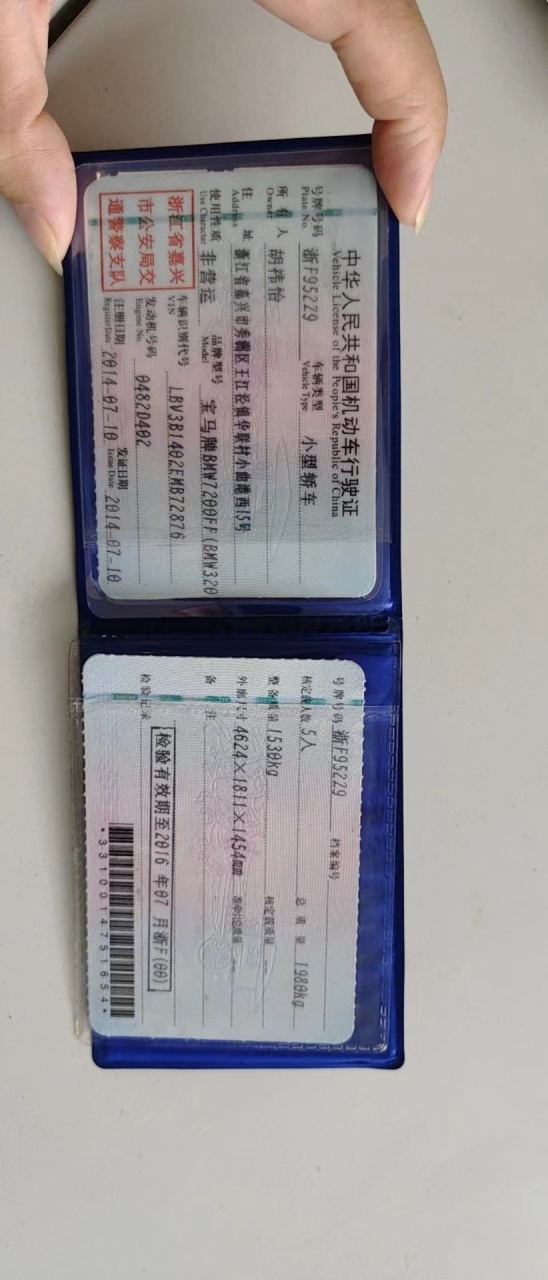 中华人民共和国机动车行驶证
Vehicle License of the People's Republic of China
号牌号码 浙F95229 车辆类型 小型轿车
Plate No. Vehicle Type
所有人 胡祎怡
Owner
住址 浙江省嘉兴市秀洲区王江泾镇华联村小曲港西15号
Address
使用性质 非营运 品牌型号 宝马牌BMW7200FF(BMW320
Use Character Model
浙江省嘉兴
市公安局交
通警察支队
车辆识别代号 LBV3B1402EMB72876
VIN
发动机号码 0482D402
Engine No.
注册日期 2014-07-10 发证日期 2014-07-10
Register Date Issue Date
号牌号码 浙F95229 档案编号
核定载人数 5人 总质量 1980kg
整备质量 1530kg 核定载质量 --
外廓尺寸 4624×1811×1454mm 准牵引总质量 --
备注
检验记录 检验有效期至2016年07月浙F(00)
*3310014751654*